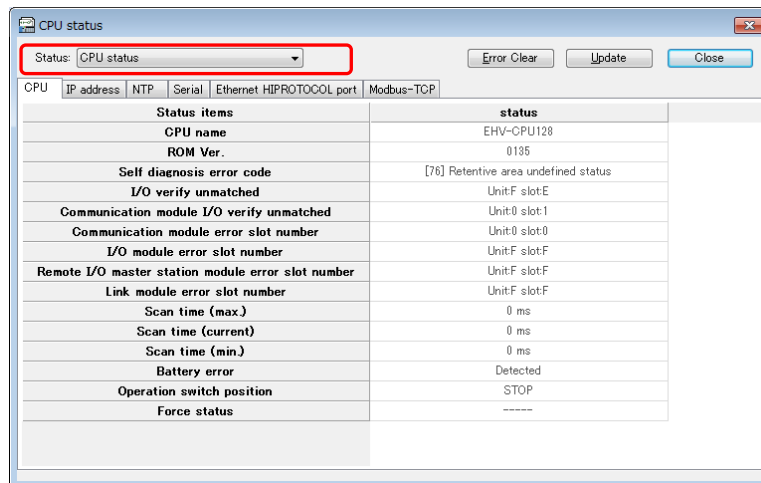 CPU status
Status: CPU status Error Clear Update Close
CPU IP address NTP Serial Ethernet HIPROTOCOL port Modbus-TCP
Status items status
CPU name EHV-CPU128
ROM Ver. 0135
Self diagnosis error code [76] Retentive area undefined status
I/O verify unmatched Unit:F slot:E
Communication module I/O verify unmatched Unit:0 slot:1
Communication module error slot number Unit:0 slot:0
I/O module error slot number Unit:F slot:F
Remote I/O master station module error slot number Unit:F slot:F
Link module error slot number Unit:F slot:F
Scan time (max.) 0 ms
Scan time (current) 0 ms
Scan time (min.) 0 ms
Battery error Detected
Operation switch position STOP
Force status -----